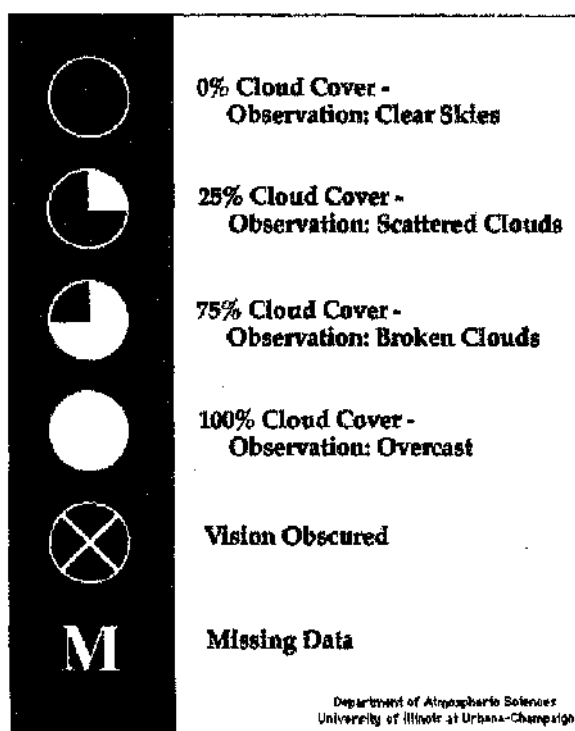 0% Cloud Cover -
Observation: Clear Skies
25% Cloud Cover -
Observation: Scattered Clouds
75% Cloud Cover -
Observation: Broken Clouds
100% Cloud Cover -
Observation: Overcast
Vision Obscured
M Missing Data
Department of Atmospheric Sciences
University of Illinois at Urbana-Champaign